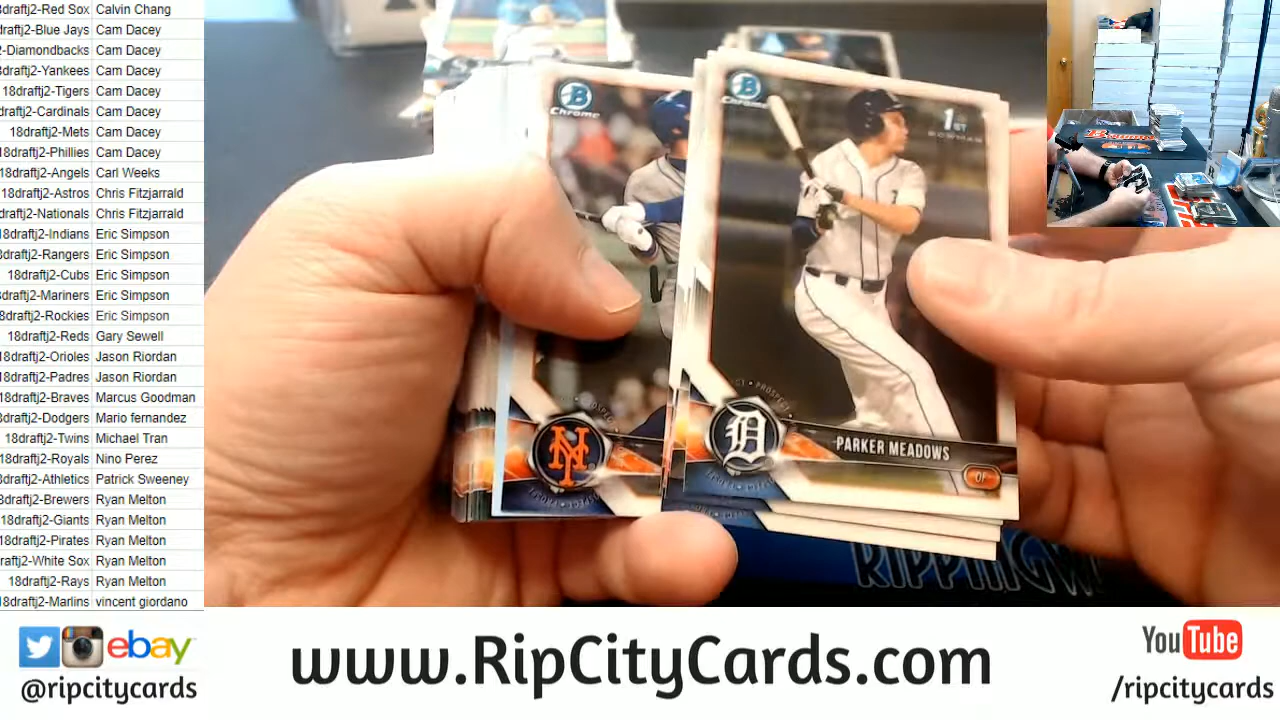 8draftj2-Red Sox Calvin Chang
draftj2-Blue Jays Cam Dacey
2-Diamondbacks Cam Dacey
8draftj2-Yankees Cam Dacey
18draftj2-Tigers Cam Dacey
draftj2-Cardinals Cam Dacey
18draftj2-Mets Cam Dacey
8draftj2-Phillies Cam Dacey
18draftj2-Angels Carl Weeks
18draftj2-Astros Chris Fitzjarrald
draftj2-Nationals Chris Fitzjarrald
8draftj2-Indians Eric Simpson
8draftj2-Rangers Eric Simpson
18draftj2-Cubs Eric Simpson
8draftj2-Mariners Eric Simpson
8draftj2-Rockies Eric Simpson
18draftj2-Reds Gary Sewell
18draftj2-Orioles Jason Riordan
18draftj2-Padres Jason Riordan
18draftj2-Braves Marcus Goodman
8draftj2-Dodgers Mario fernandez
18draftj2-Twins Michael Tran
18draftj2-Royals Nino Perez
8draftj2-Athletics Patrick Sweeney
8draftj2-Brewers Ryan Melton
18draftj2-Giants Ryan Melton
18draftj2-Pirates Ryan Melton
raftj2-White Sox Ryan Melton
18draftj2-Rays Ryan Melton
18draftj2-Marlins vincent giordano
B
Chrome
B
Chrome
1ST
BOWMAN
NY
D
PARKER MEADOWS
OF
RIPPINGW
ebay
@ripcitycards
www.RipCityCards.com
YouTube
/ripcitycards